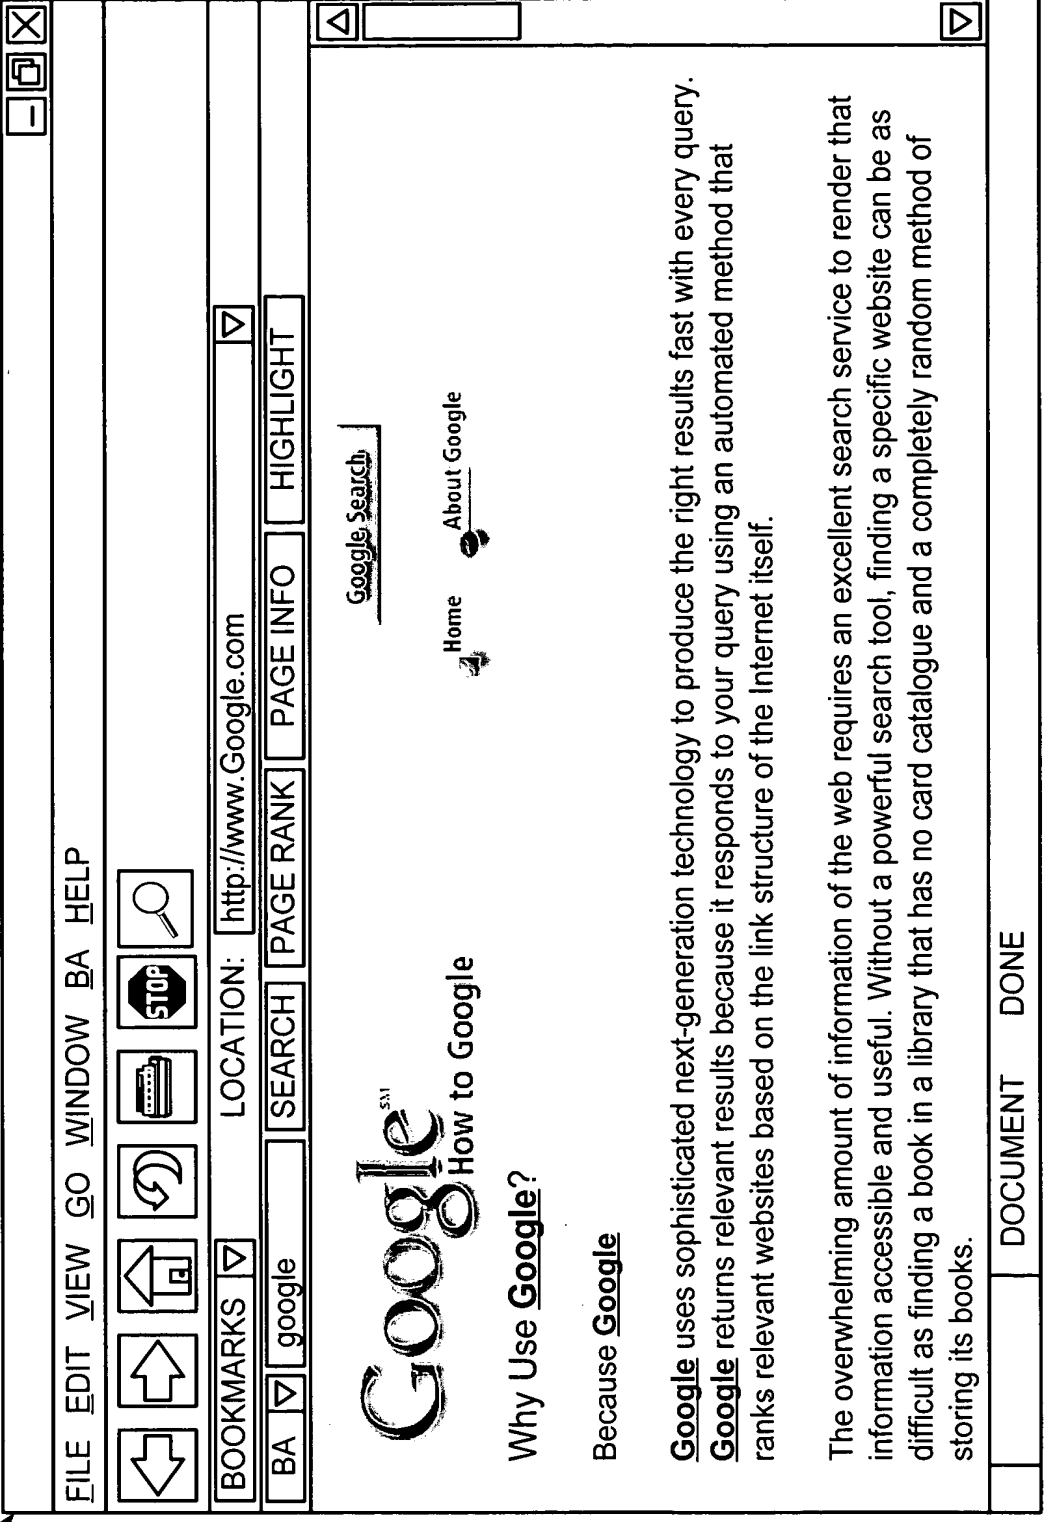 FILE EDIT VIEW GO WINDOW BA HELP
STOP
BOOKMARKS LOCATION: http://www.Google.com
BA google SEARCH PAGE RANK PAGE INFO HIGHLIGHT
Google SM Google Search
How to Google Home About Google
Why Use Google?
Because Google
Google uses sophisticated next-generation technology to produce the right results fast with every query.
Google returns relevant results because it responds to your query using an automated method that
ranks relevant websites based on the link structure of the Internet itself.
The overwhelming amount of information of the web requires an excellent search service to render that
information accessible and useful. Without a powerful search tool, finding a specific website can be as
difficult as finding a book in a library that has no card catalogue and a completely random method of
storing its books.
DOCUMENT DONE